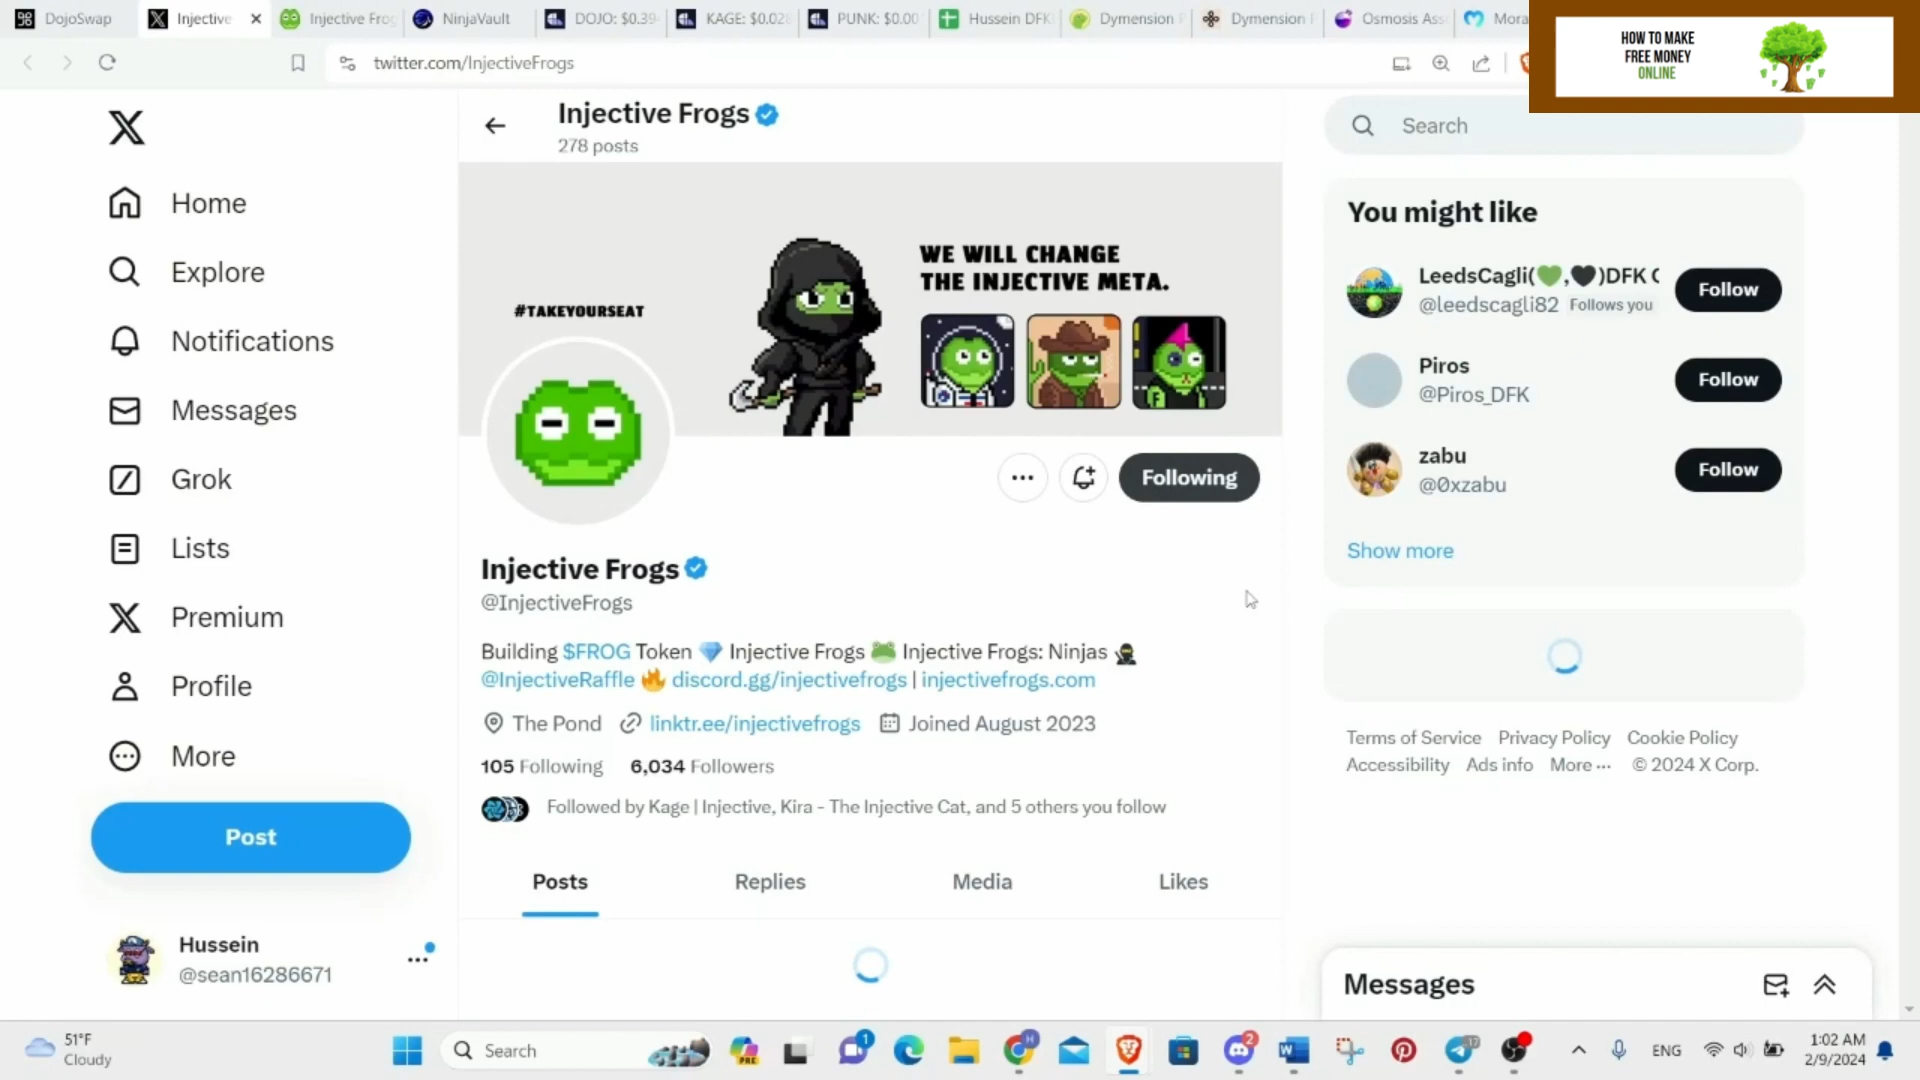 DojoSwap
Injective
Injective Frog
NinjaVault
DOJO: $0.39
KAGE: $0.028
PUNK: $0.00
Hussein DFK
Dymension
Dymension
Osmosis Ass
Mora
twitter.com/InjectiveFrogs
HOW TO MAKE
FREE MONEY
ONLINE
Home
Explore
Notifications
Messages
Grok
Lists
Premium
Profile
More
Post
Hussein
@sean16286671
Injective Frogs
278 posts
#TAKEYOURSEAT
WE WILL CHANGE
THE INJECTIVE META.
Following
Injective Frogs
@InjectiveFrogs
Building $FROG Token 💎 Injective Frogs 🐸 Injective Frogs: Ninjas 🥷
@InjectiveRaffle 🔥 discord.gg/injectivefrogs | injectivefrogs.com
The Pond linktr.ee/injectivefrogs Joined August 2023
105 Following 6,034 Followers
Followed by Kage | Injective, Kira - The Injective Cat, and 5 others you follow
Posts Replies Media Likes
Search
You might like
LeedsCagli(💚,🖤)DFK
@leedscagli82 Follows you
Follow
Piros
@Piros_DFK
Follow
zabu
@0xzabu
Follow
Show more
Terms of Service Privacy Policy Cookie Policy
Accessibility Ads info More ··· © 2024 X Corp.
Messages
51°F
Cloudy
Search
PRE
1
H
2
17
ENG
1:02 AM
2/9/2024